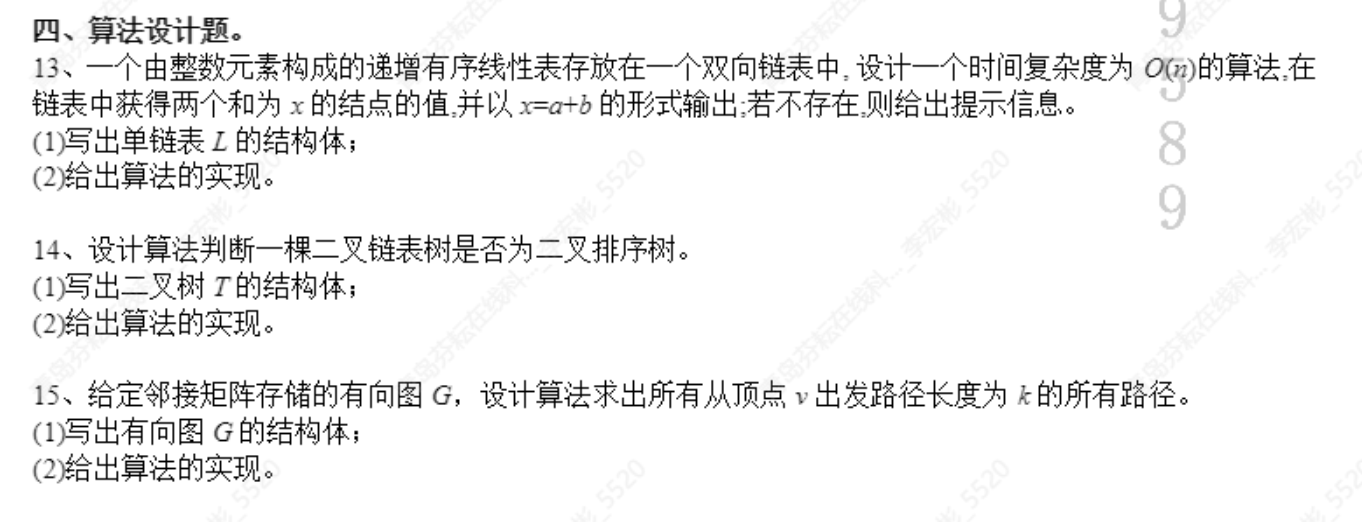 四、算法设计题。
13、一个由整数元素构成的递增有序线性表存放在一个双向链表中, 设计一个时间复杂度为 O(n)的算法,在
链表中获得两个和为 x 的结点的值,并以 x=a+b 的形式输出;若不存在,则给出提示信息。
(1)写出单链表 L 的结构体；
(2)给出算法的实现。
14、设计算法判断一棵二叉链表树是否为二叉排序树。
(1)写出二叉树 T 的结构体；
(2)给出算法的实现。
15、给定邻接矩阵存储的有向图 G，设计算法求出所有从顶点 v 出发路径长度为 k 的所有路径。
(1)写出有向图 G 的结构体；
(2)给出算法的实现。
9
5
8
9